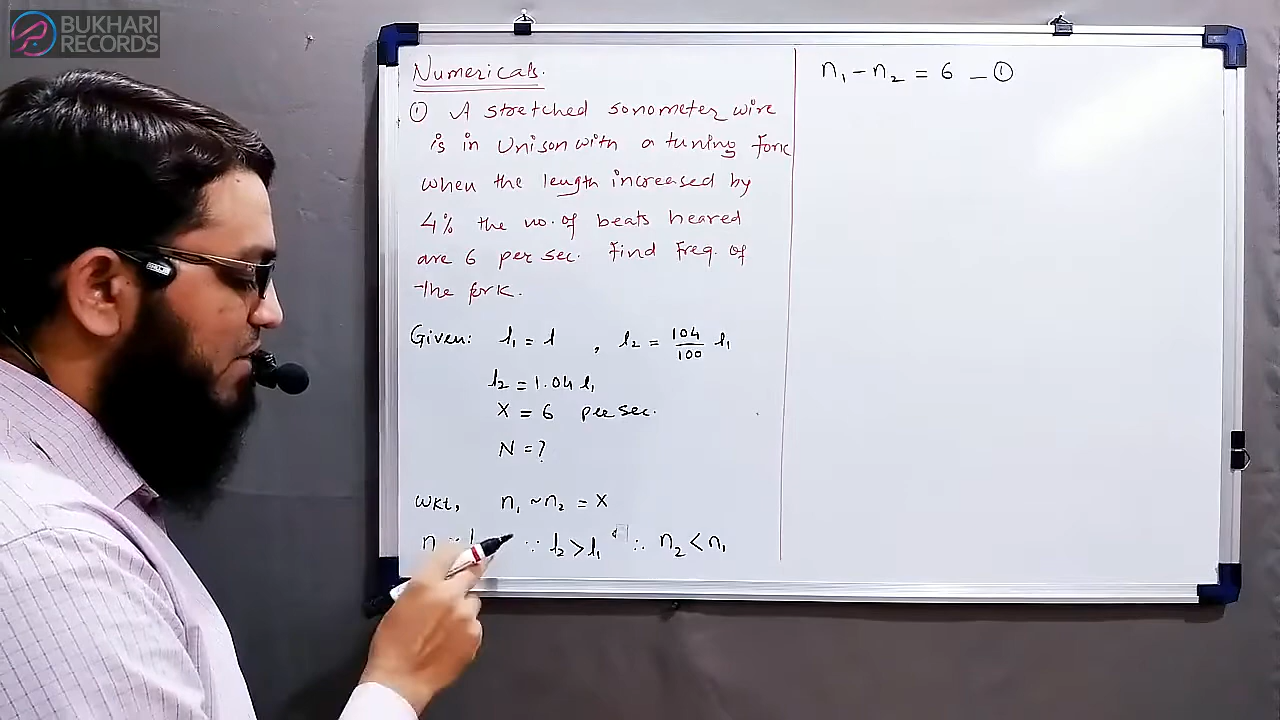 BUKHARI
RECORDS
Numericals.
① A stretched sonometer wire
is in Unison with a tuning fork
when the length increased by
4% the no. of beats heared
are 6 per sec. Find Freq. of
the fork.
Given: l₁ = l , l₂ = 104/100 l₁
l₂ = 1.04 l₁
X = 6 per sec.
N = ?
Wkt, n₁ ~ n₂ = X
n ∵ l₂ > l₁ ∴ n₂ < n₁
n₁ − n₂ = 6 — ①